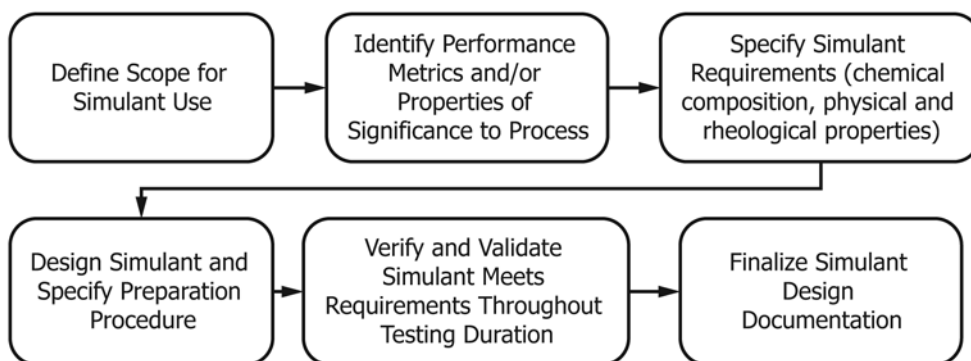 Define Scope for
Simulant Use
Identify Performance
Metrics and/or
Properties of
Significance to Process
Specify Simulant
Requirements (chemical
composition, physical and
rheological properties)
Design Simulant and
Specify Preparation
Procedure
Verify and Validate
Simulant Meets
Requirements Throughout
Testing Duration
Finalize Simulant
Design
Documentation